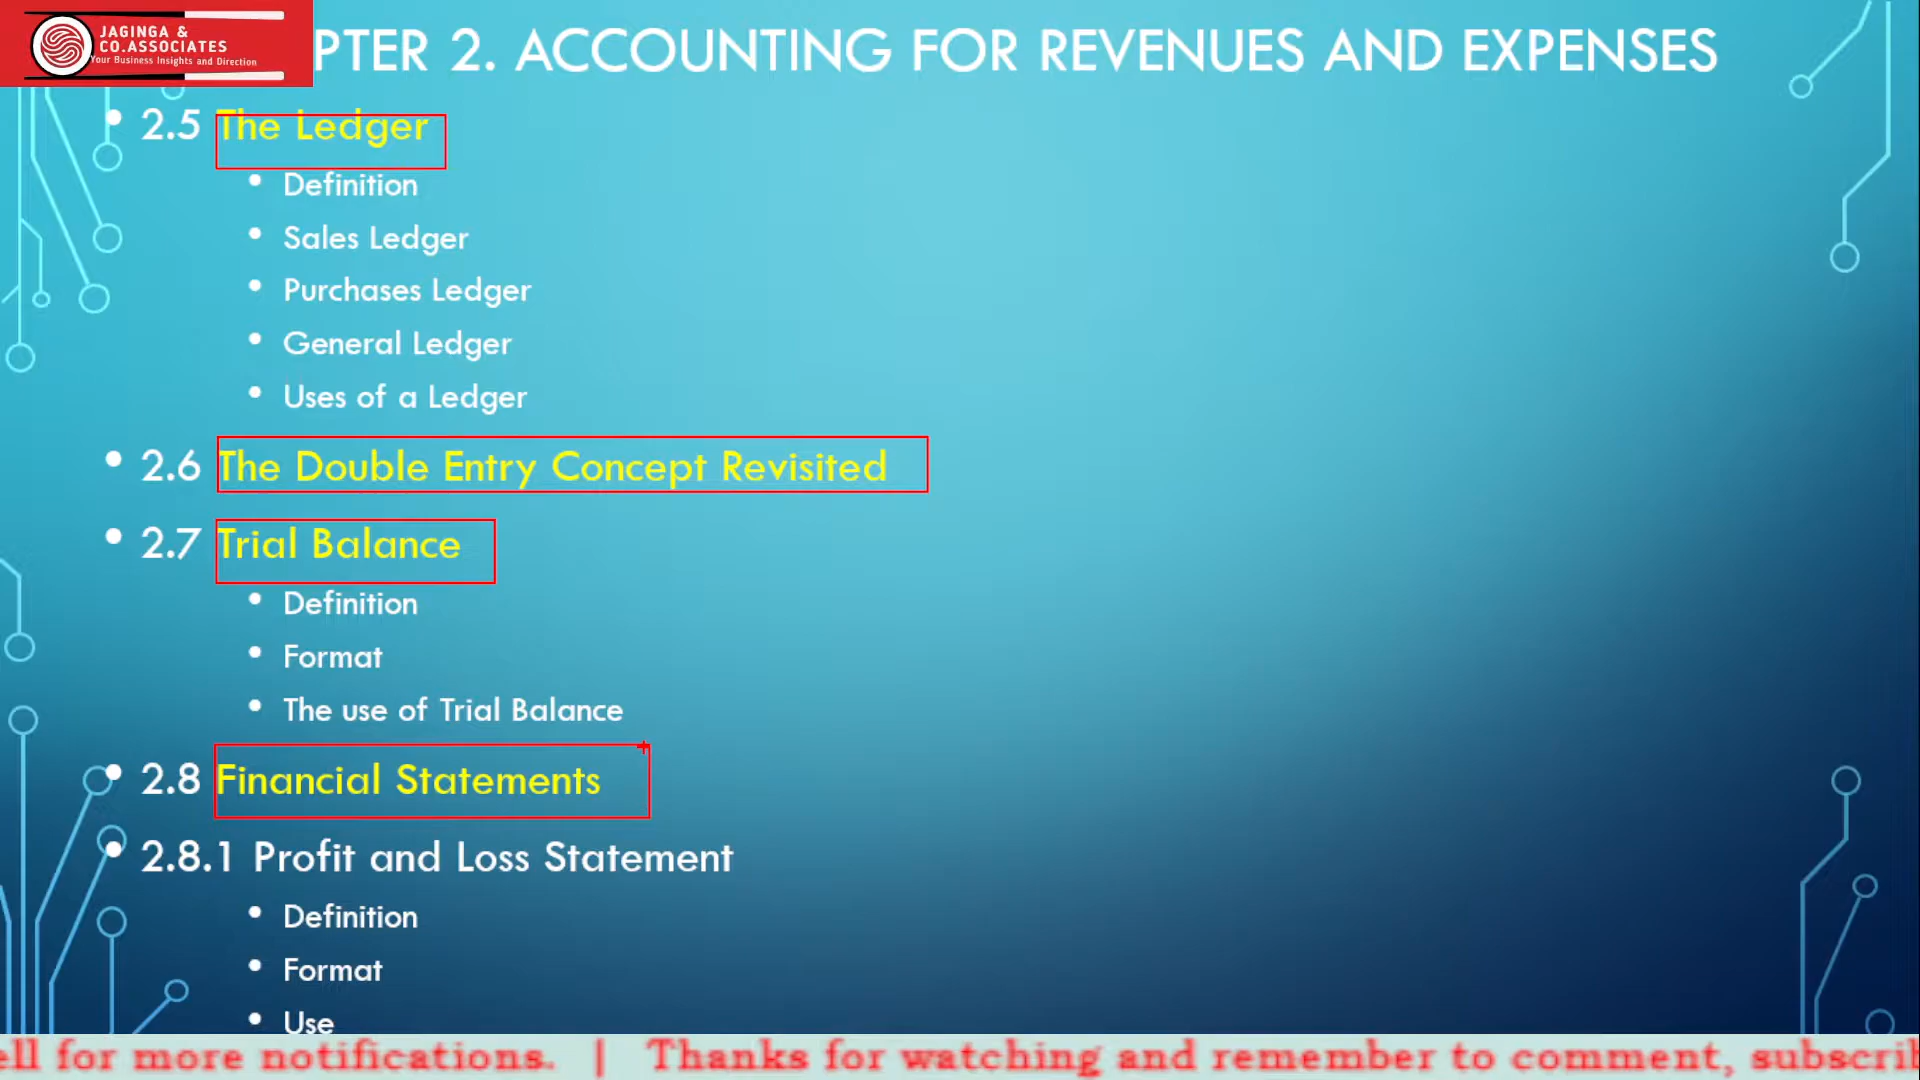 JAGINGA &
CO.ASSOCIATES
Your Business Insights and Direction
PTER 2. ACCOUNTING FOR REVENUES AND EXPENSES
• 2.5 The Ledger
• Definition
• Sales Ledger
• Purchases Ledger
• General Ledger
• Uses of a Ledger
• 2.6 The Double Entry Concept Revisited
• 2.7 Trial Balance
• Definition
• Format
• The use of Trial Balance
• 2.8 Financial Statements
• 2.8.1 Profit and Loss Statement
• Definition
• Format
• Use
ell for more notifications. | Thanks for watching and remember to comment, subscrib